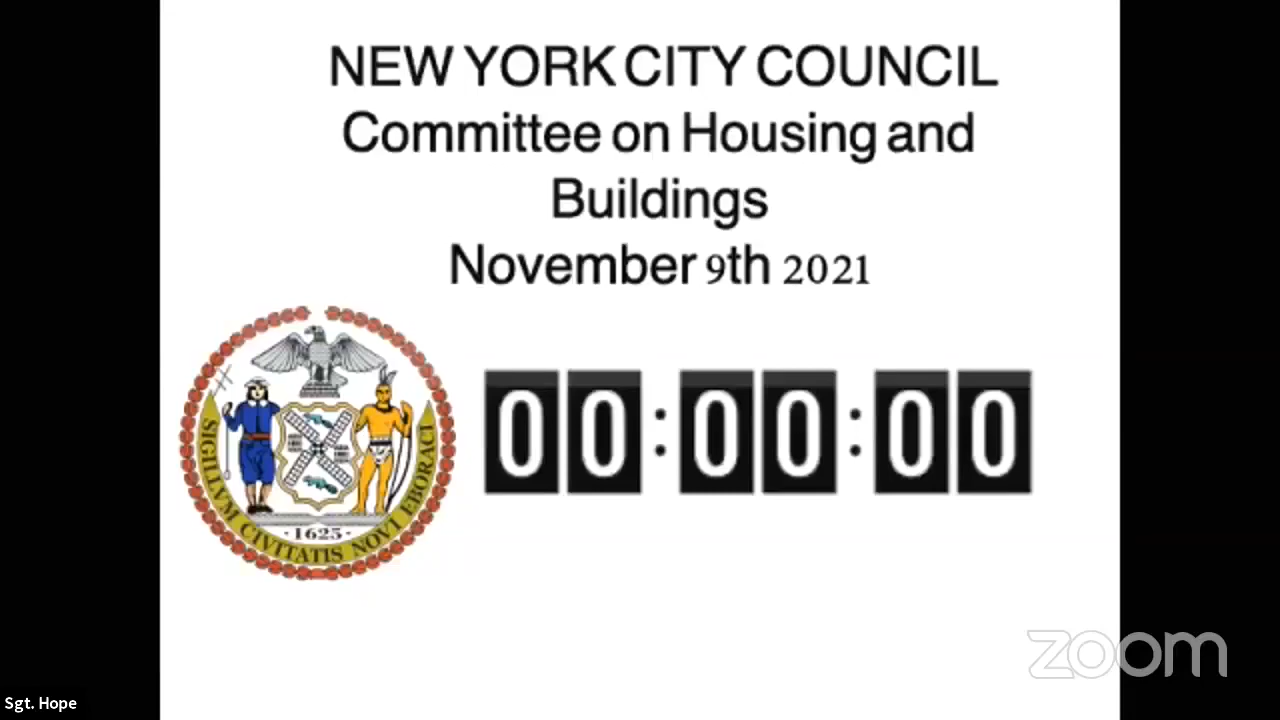 NEW YORK CITY COUNCIL
Committee on Housing and
Buildings
November 9th 2021
00:00:00
SIGILLVM CIVITATIS NOVI EBORACI
·1625·
zoom
Sgt. Hope